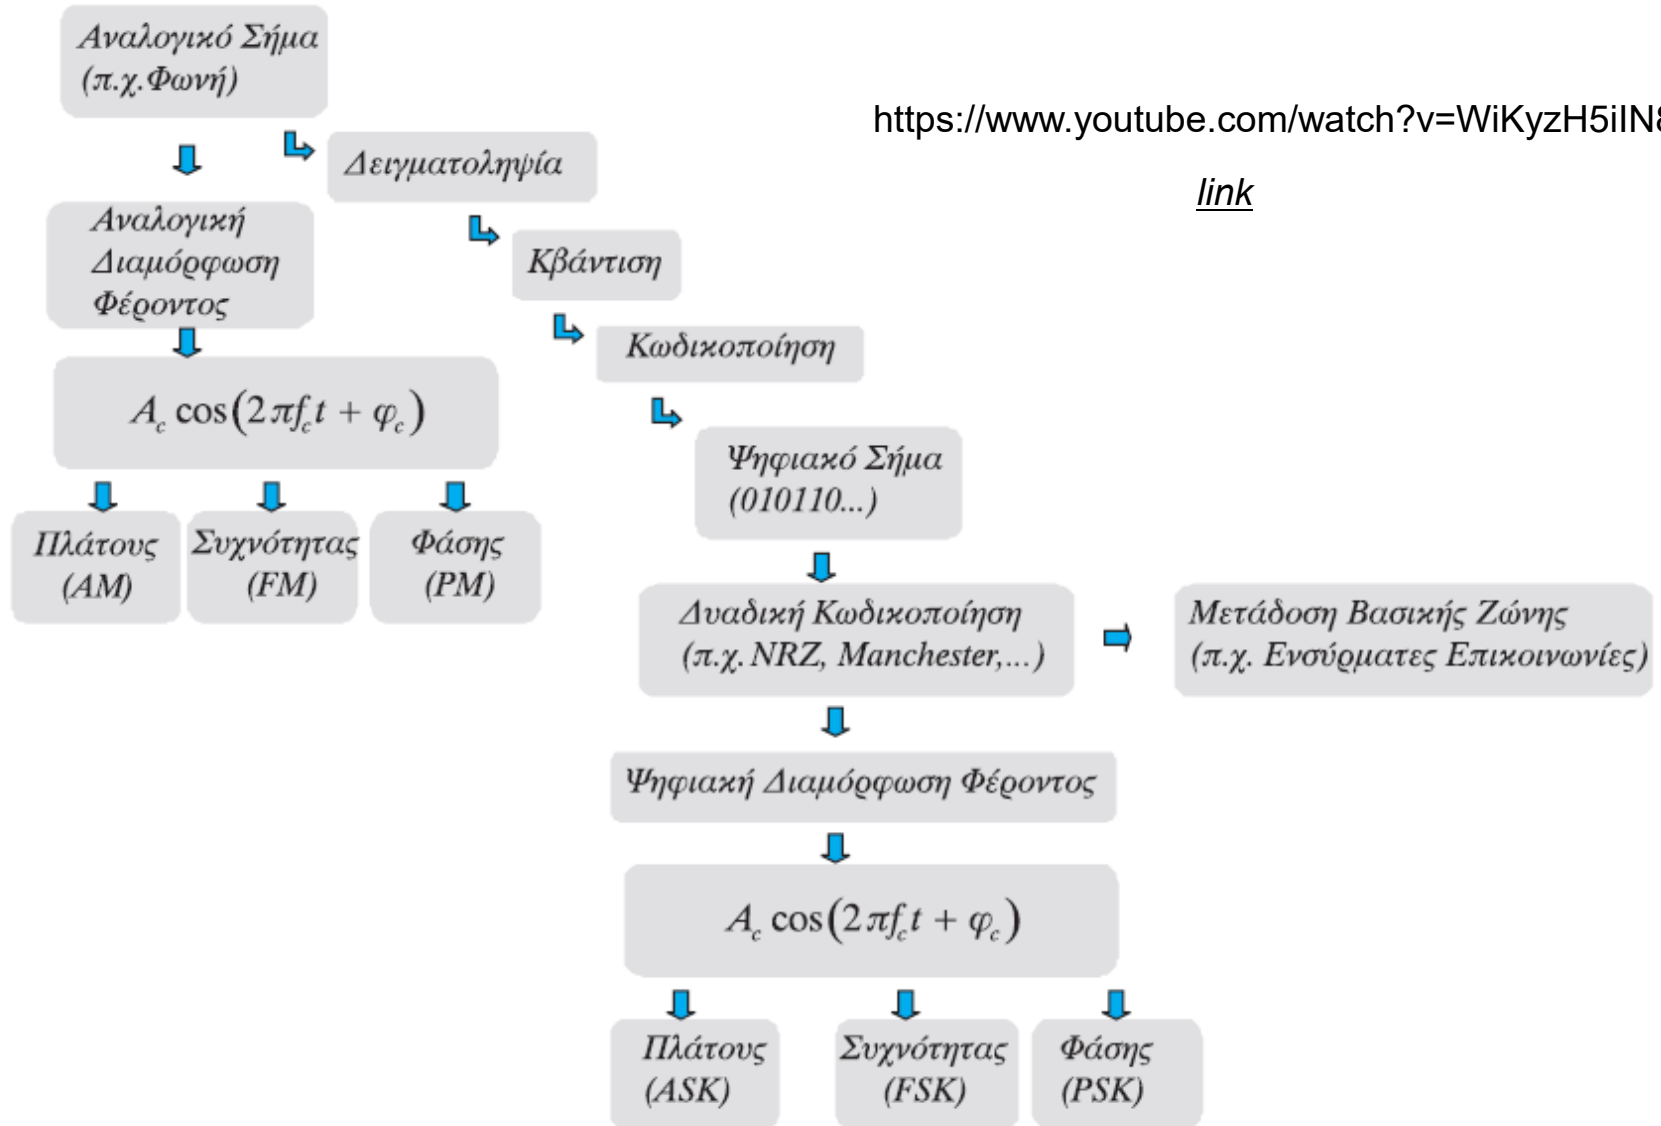 Αναλογικό Σήμα
(π.χ.Φωνή)
https://www.youtube.com/watch?v=WiKyzH5iIN8
link
Δειγματοληψία
Αναλογική
Διαμόρφωση
Φέροντος
Κβάντιση
Κωδικοποίηση
A_c cos(2πf_c t + φ_c)
Ψηφιακό Σήμα
(010110...)
Πλάτους
(AM)
Συχνότητας
(FM)
Φάσης
(PM)
Δυαδική Κωδικοποίηση
(π.χ. NRZ, Manchester,...)
Μετάδοση Βασικής Ζώνης
(π.χ. Ενσύρματες Επικοινωνίες)
Ψηφιακή Διαμόρφωση Φέροντος
A_c cos(2πf_c t + φ_c)
Πλάτους
(ASK)
Συχνότητας
(FSK)
Φάσης
(PSK)